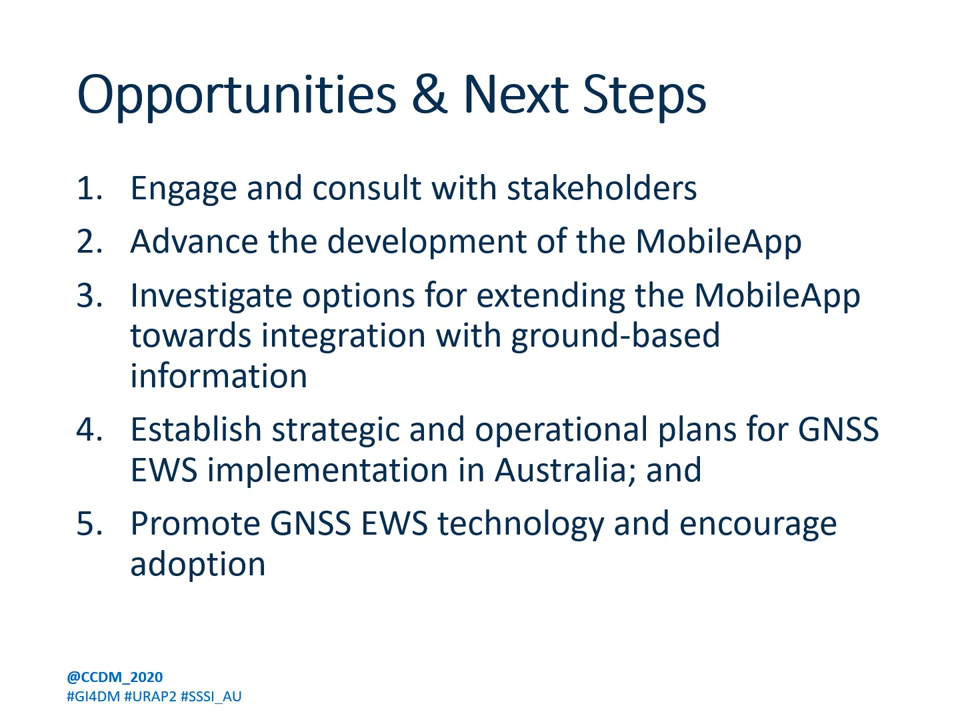 Opportunities & Next Steps
1. Engage and consult with stakeholders
2. Advance the development of the MobileApp
3. Investigate options for extending the MobileApp
towards integration with ground-based
information
4. Establish strategic and operational plans for GNSS
EWS implementation in Australia; and
5. Promote GNSS EWS technology and encourage
adoption
@CCDM_2020
#GI4DM #URAP2 #SSSI_AU